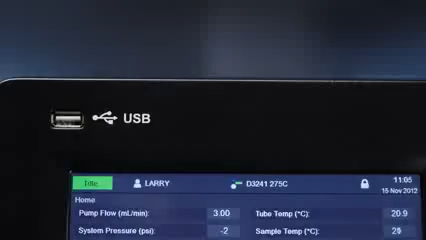 USB
Idle LARRY D3241 275C 11:05
15 Nov 2012
Home
Pump Flow (mL/min): 3.00 Tube Temp (°C): 20.9
System Pressure (psi): -2 Sample Temp (°C):